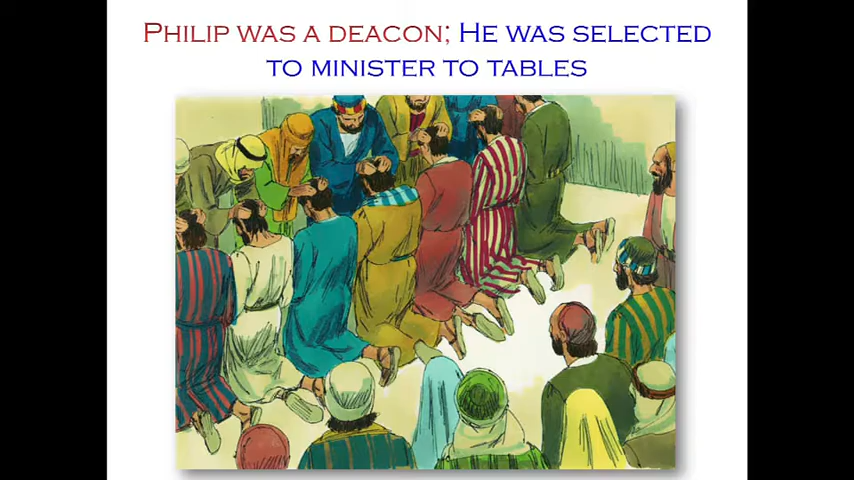 Philip was a deacon; He was selected
to minister to tables